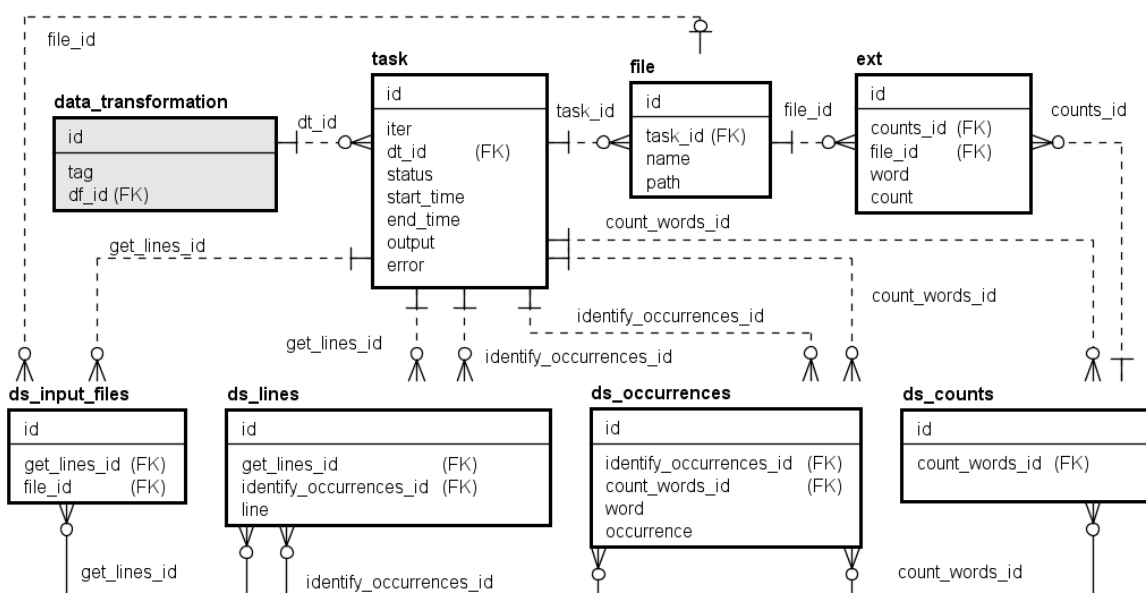 file_id
task
file
ext
data_transformation
id
tag
df_id (FK)
dt_id
id
iter
dt_id (FK)
status
start_time
end_time
output
error
task_id
id
task_id (FK)
name
path
file_id
id
counts_id (FK)
file_id (FK)
word
count
counts_id
get_lines_id
count_words_id
count_words_id
identify_occurrences_id
get_lines_id
identify_occurrences_id
ds_input_files
id
get_lines_id (FK)
file_id (FK)
ds_lines
id
get_lines_id (FK)
identify_occurrences_id (FK)
line
ds_occurrences
id
identify_occurrences_id (FK)
count_words_id (FK)
word
occurrence
ds_counts
id
count_words_id (FK)
get_lines_id
identify_occurrences_id
count_words_id